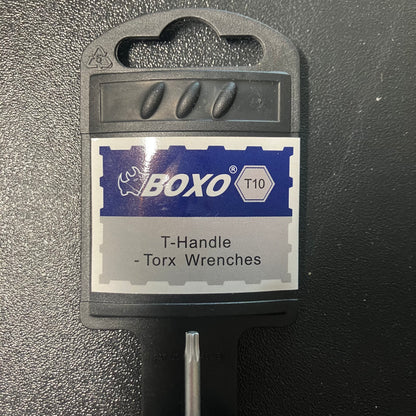 BOXO® T10
T-Handle
- Torx Wrenches